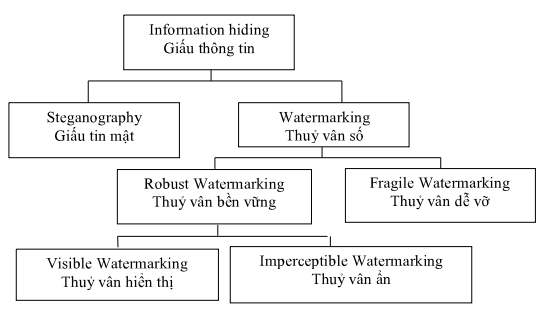 Information hiding
Giấu thông tin
Steganography
Giấu tin mật
Watermarking
Thuỷ vân số
Robust Watermarking
Thuỷ vân bền vững
Fragile Watermarking
Thuỷ vân dễ vỡ
Visible Watermarking
Thuỷ vân hiển thị
Imperceptible Watermarking
Thuỷ vân ẩn